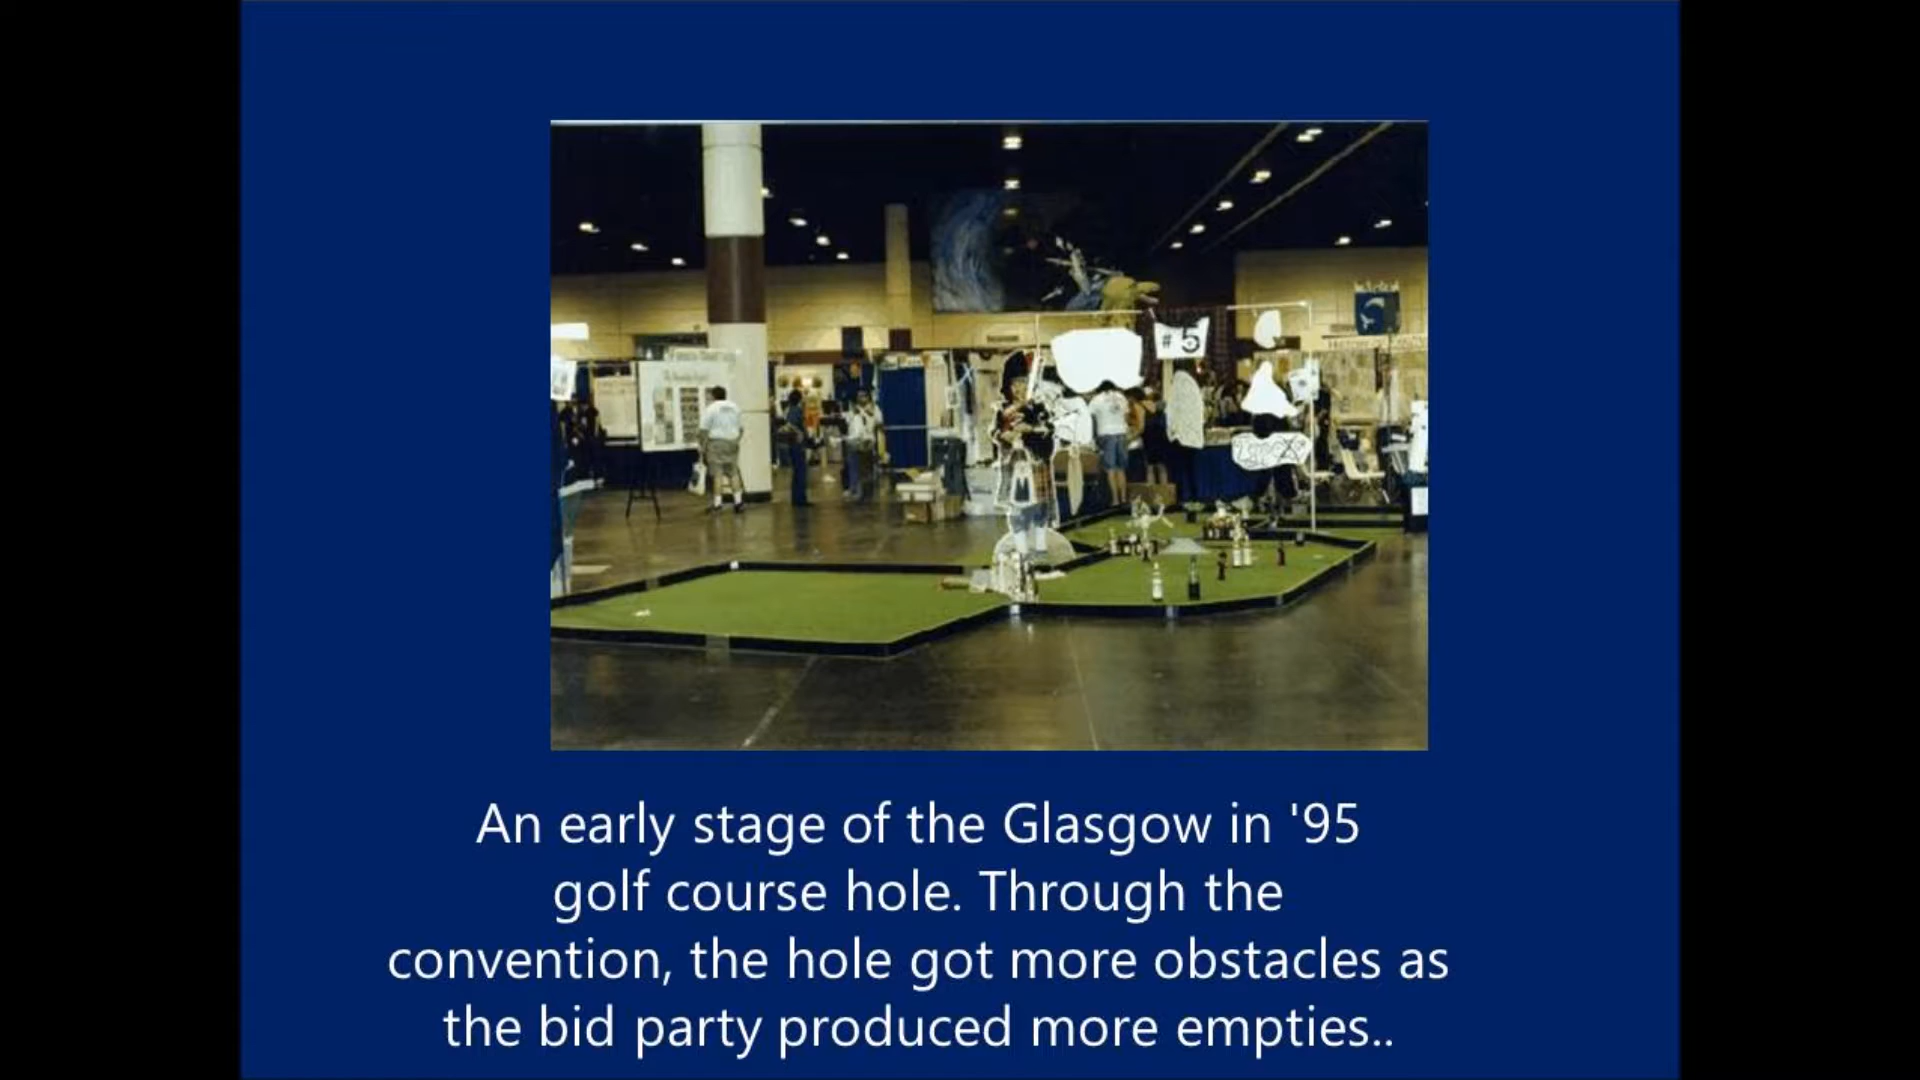 # 5
An early stage of the Glasgow in '95
golf course hole. Through the
convention, the hole got more obstacles as
the bid party produced more empties..